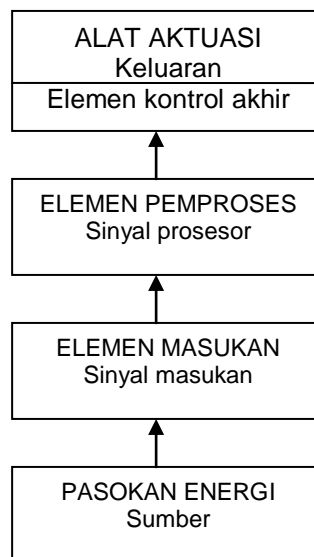 ALAT AKTUASI
Keluaran
Elemen kontrol akhir
ELEMEN PEMPROSES
Sinyal prosesor
ELEMEN MASUKAN
Sinyal masukan
PASOKAN ENERGI
Sumber